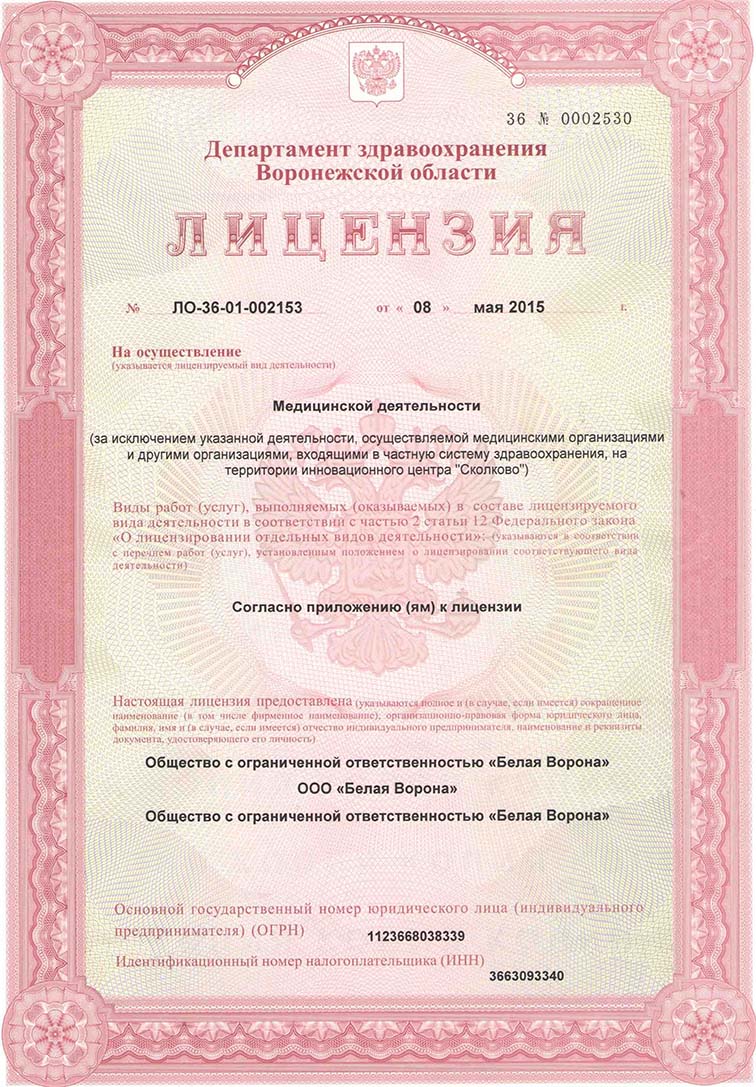 36 № 0002530
Департамент здравоохранения
Воронежской области
ЛИЦЕНЗИЯ
№ ЛО-36-01-002153 от « 08 » мая 2015 г.
На осуществление
(указывается лицензируемый вид деятельности)
Медицинской деятельности
(за исключением указанной деятельности, осуществляемой медицинскими организациями
и другими организациями, входящими в частную систему здравоохранения, на
территории инновационного центра "Сколково")
Виды работ (услуг), выполняемых (оказываемых) в составе лицензируемого
вида деятельности в соответствии с частью 2 статьи 12 Федерального закона
«О лицензировании отдельных видов деятельности»: (указываются в соответствии
с перечнем работ (услуг), установленным положением о лицензировании соответствующего вида
деятельности)
Согласно приложению (ям) к лицензии
Настоящая лицензия предоставлена (указываются полное и (в случае, если имеется) сокращенное
наименование (в том числе фирменное наименование), организационно-правовая форма юридического лица,
фамилия, имя и (в случае, если имеется) отчество индивидуального предпринимателя, наименование и реквизиты
документа, удостоверяющего его личность)
Общество с ограниченной ответственностью «Белая Ворона»
ООО «Белая Ворона»
Общество с ограниченной ответственностью «Белая Ворона»
Основной государственный номер юридического лица (индивидуального
предпринимателя) (ОГРН) 1123668038339
Идентификационный номер налогоплательщика (ИНН) 3663093340